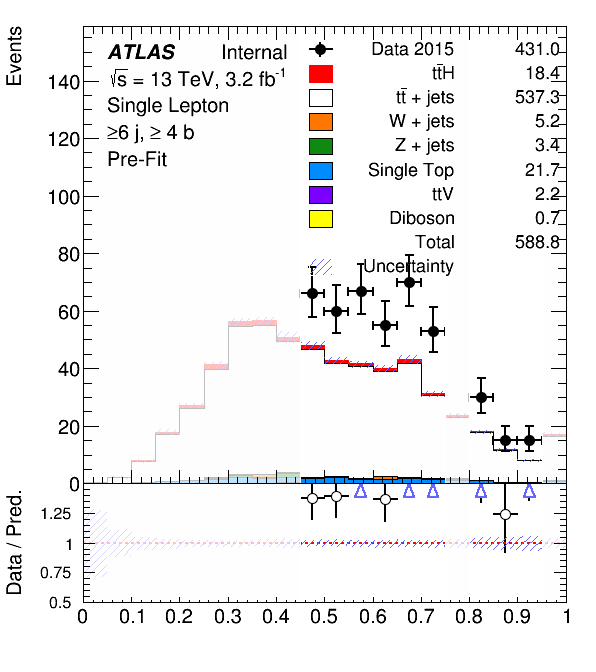 Events
ATLAS Internal
√s = 13 TeV, 3.2 fb⁻¹
Single Lepton
≥6 j, ≥ 4 b
Pre-Fit
Data 2015 431.0
tt̄H 18.4
tt̄ + jets 537.3
W + jets 5.2
Z + jets 3.4
Single Top 21.7
ttV 2.2
Diboson 0.7
Total 588.8
Uncertainty
140
120
100
80
60
40
20
0
Data / Pred.
1.25
1
0.75
0.5
0 0.1 0.2 0.3 0.4 0.5 0.6 0.7 0.8 0.9 1